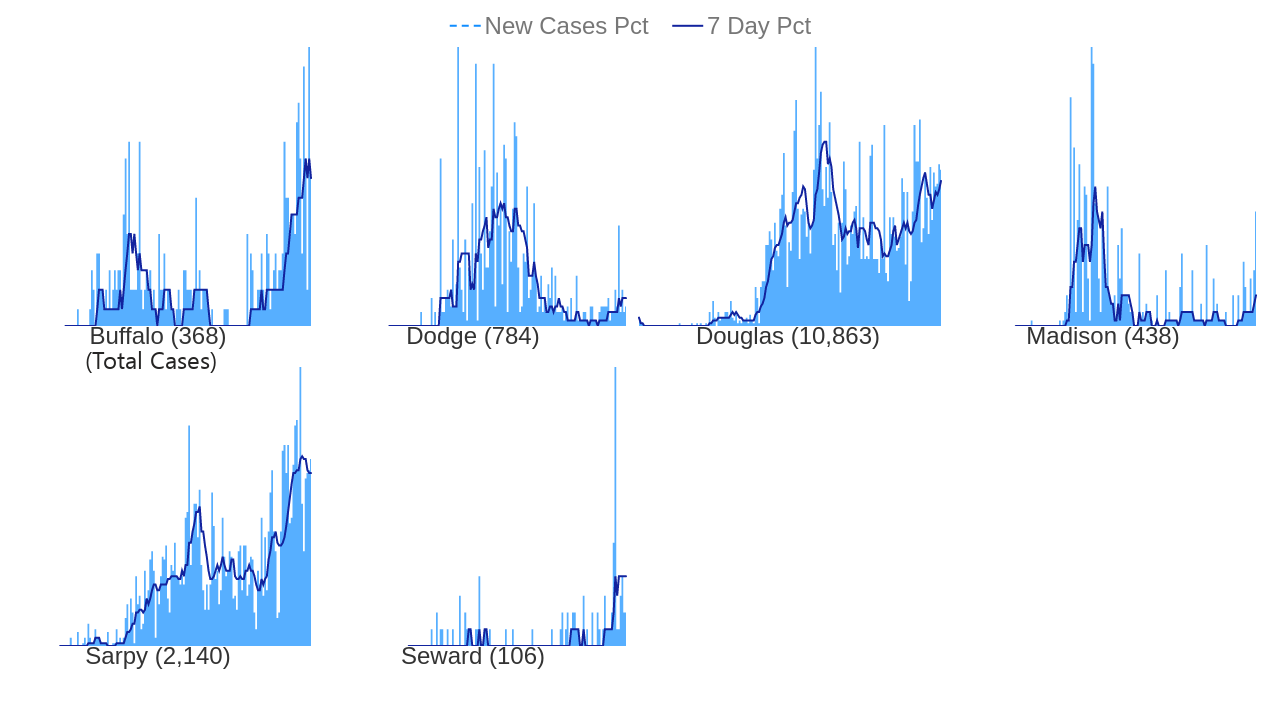 New Cases Pct 7 Day Pct
Buffalo (368) Dodge (784) Douglas (10,863) Madison (438)
(Total Cases)
Sarpy (2,140) Seward (106)